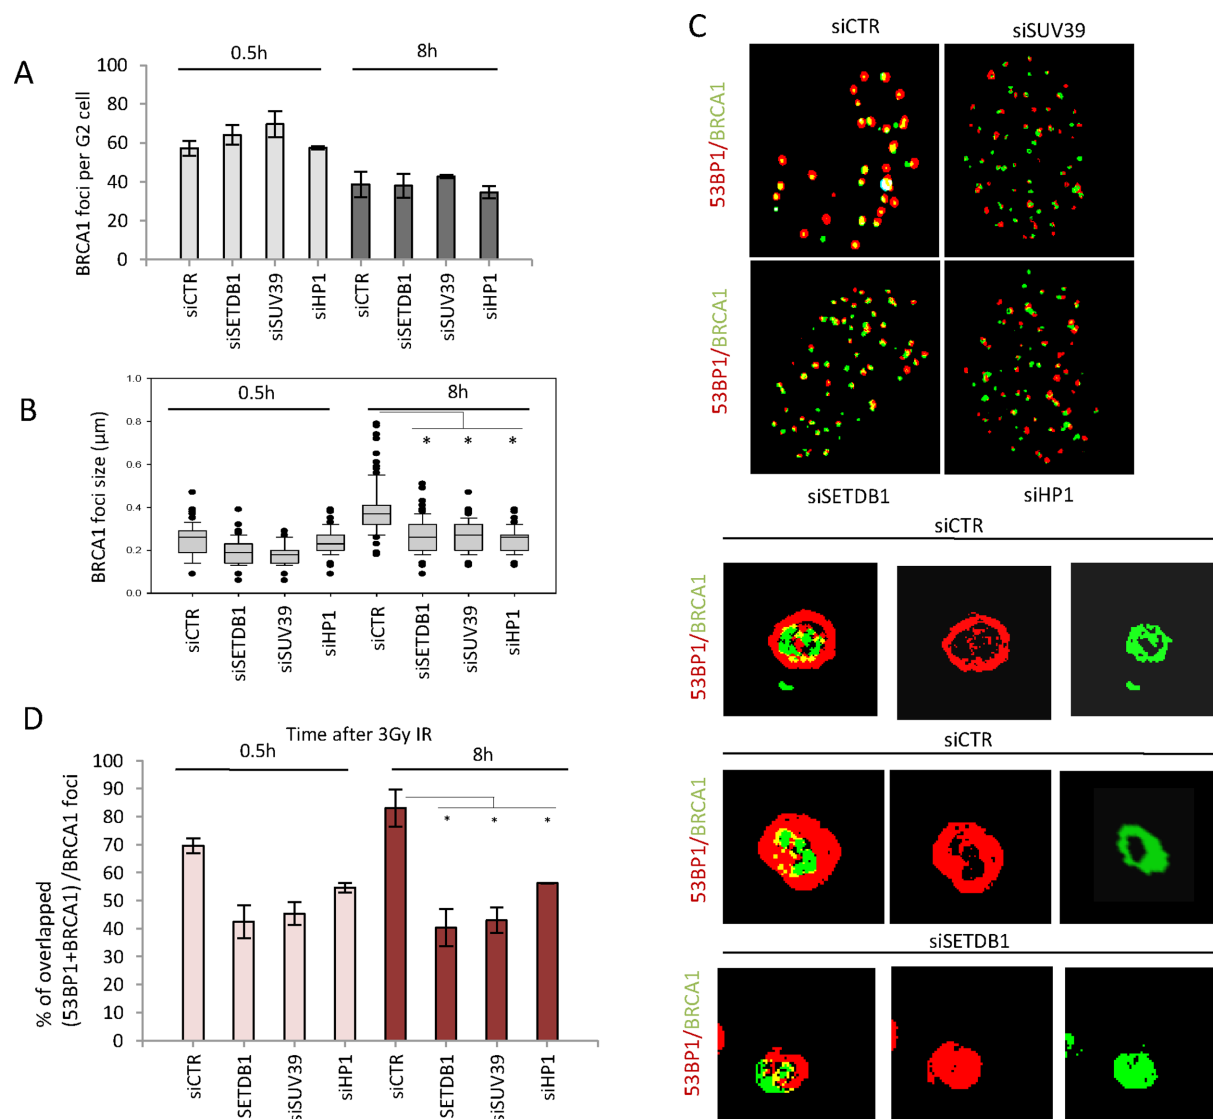 A
0.5h
8h
BRCA1 foci per G2 cell
100
80
60
40
20
0
siCTR
siSETDB1
siSUV39
siHP1
siCTR
siSETDB1
siSUV39
siHP1
B
0.5h
8h
BRCA1 foci size (µm)
1.0
0.8
0.6
0.4
0.2
0.0
* * *
siCTR
siSETDB1
siSUV39
siHP1
siCTR
siSETDB1
siSUV39
siHP1
D
Time after 3Gy IR
0.5h
8h
% of overlapped
(53BP1+BRCA1) /BRCA1 foci
100
90
80
70
60
50
40
30
20
10
0
* * *
siCTR
SETDB1
siSUV39
siHP1
siCTR
siSETDB1
siSUV39
siHP1
C
siCTR
siSUV39
53BP1/BRCA1
53BP1/BRCA1
siSETDB1
siHP1
siCTR
53BP1/BRCA1
siCTR
53BP1/BRCA1
siSETDB1
53BP1/BRCA1